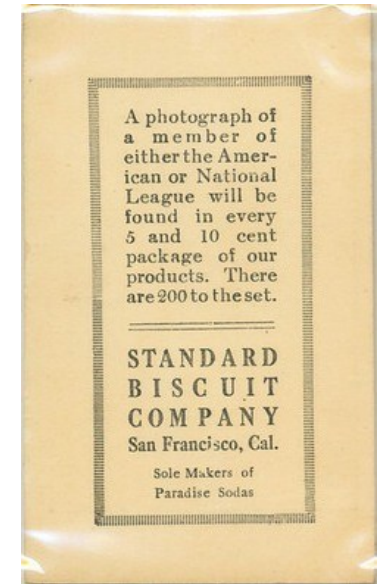 A photograph of
a member of
either the Amer-
ican or National
League will be
found in every
5 and 10 cent
package of our
products. There
are 200 to the set.
STANDARD
BISCUIT
COMPANY
San Francisco, Cal.
Sole Makers of
Paradise Sodas